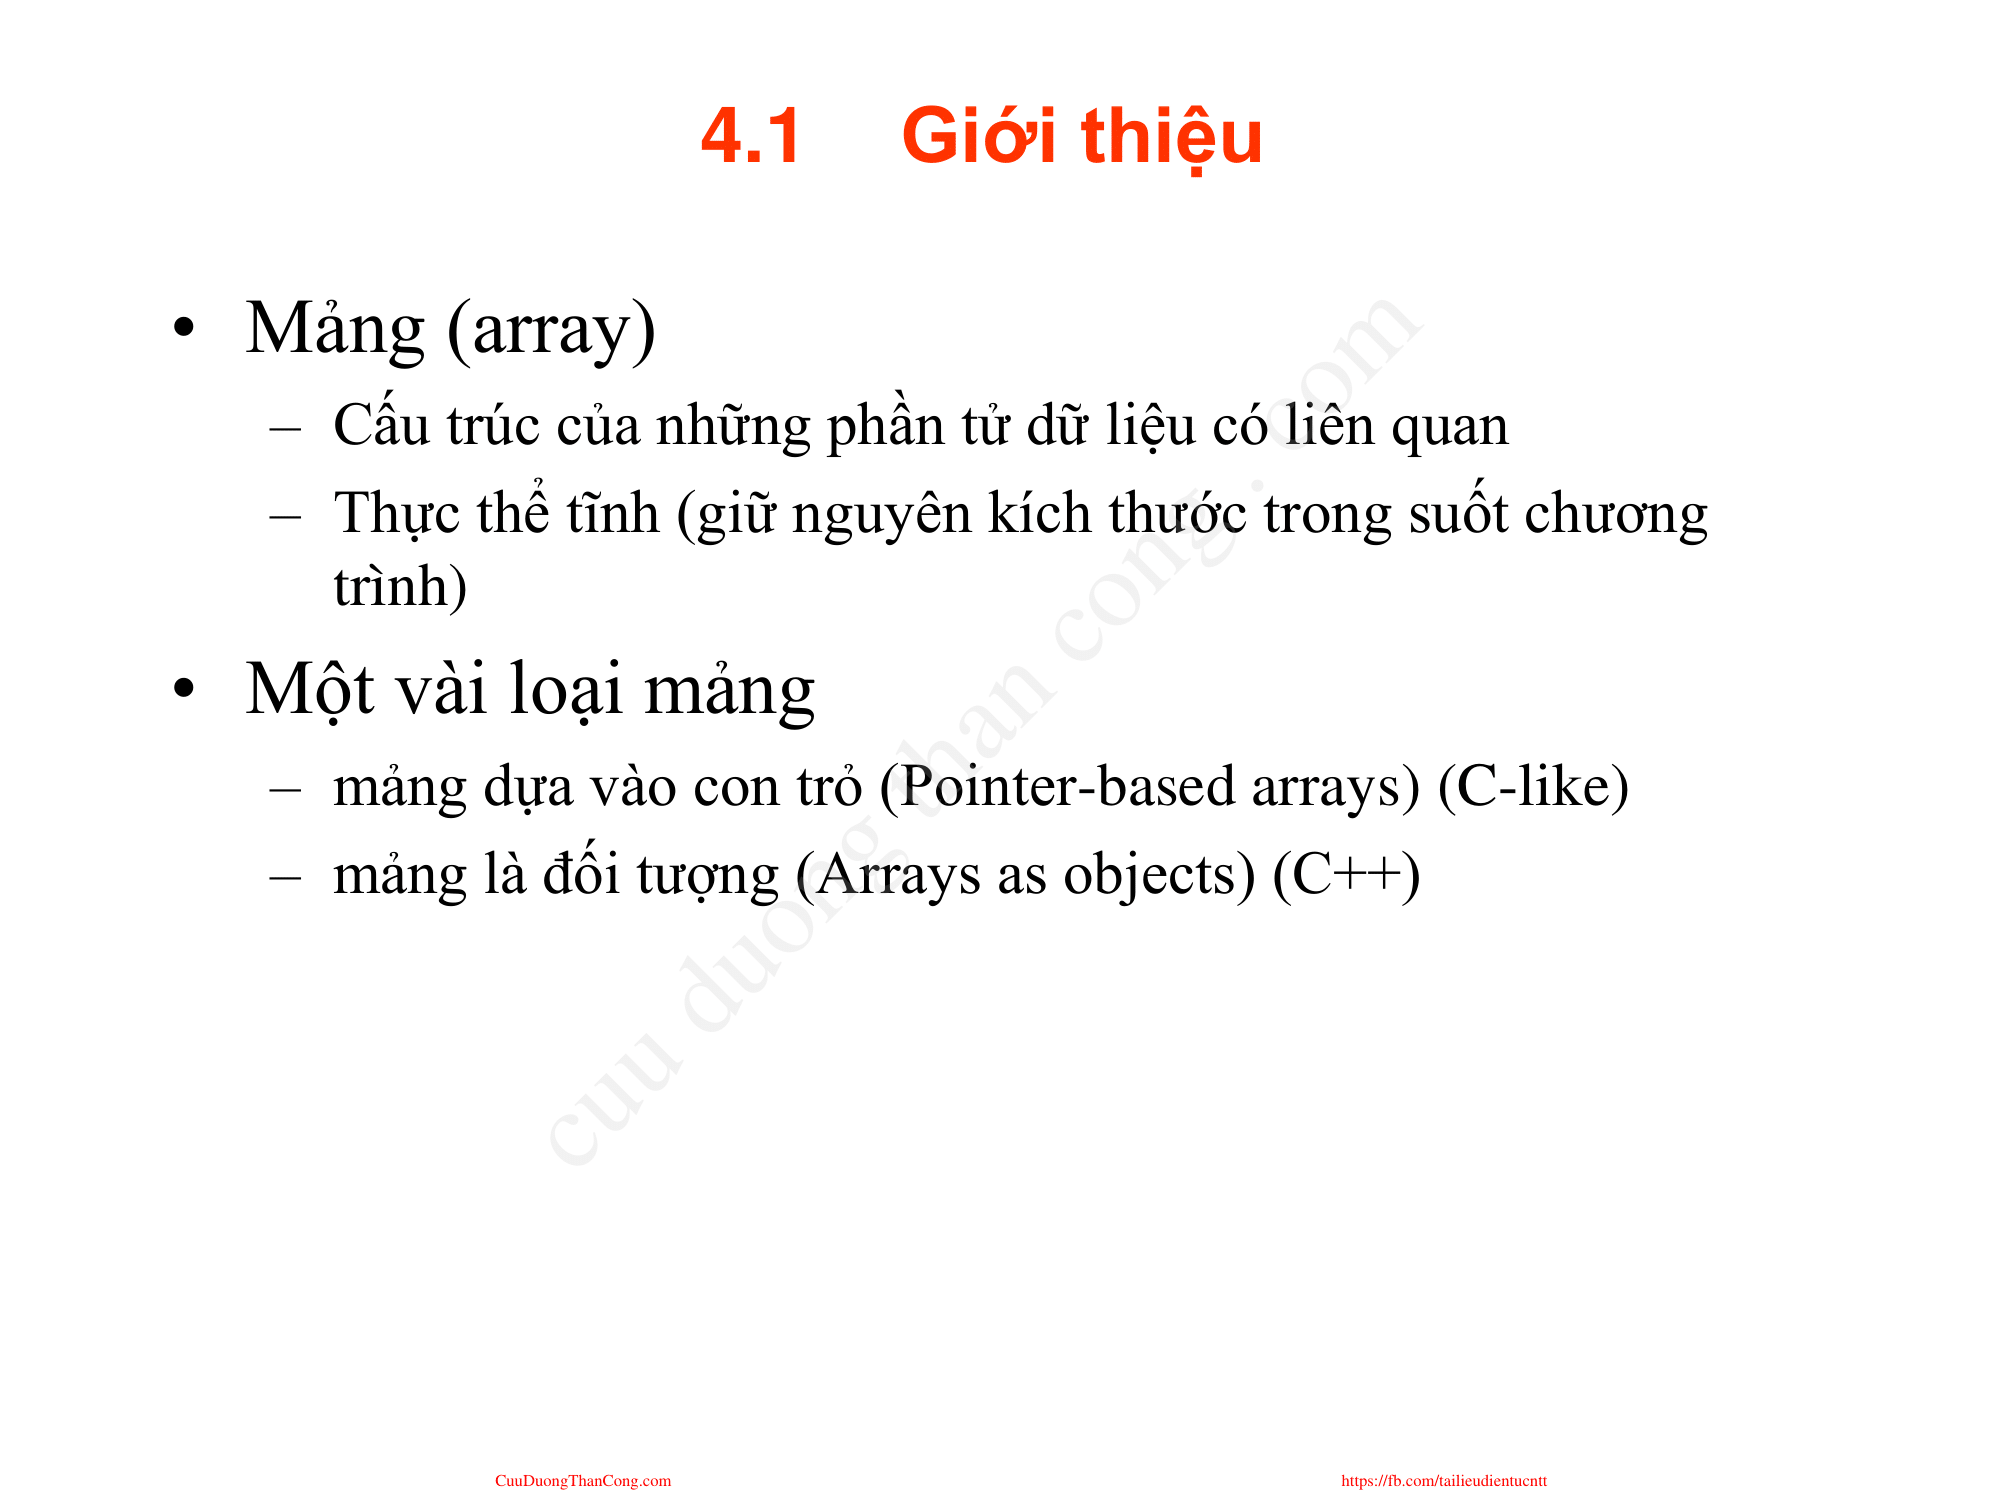 4.1 Giới thiệu
• Mảng (array)
– Cấu trúc của những phần tử dữ liệu có liên quan
– Thực thể tĩnh (giữ nguyên kích thước trong suốt chương
trình)
• Một vài loại mảng
– mảng dựa vào con trỏ (Pointer-based arrays) (C-like)
– mảng là đối tượng (Arrays as objects) (C++)
cuu duong than cong . com
CuuDuongThanCong.com
https://fb.com/tailieudientucntt